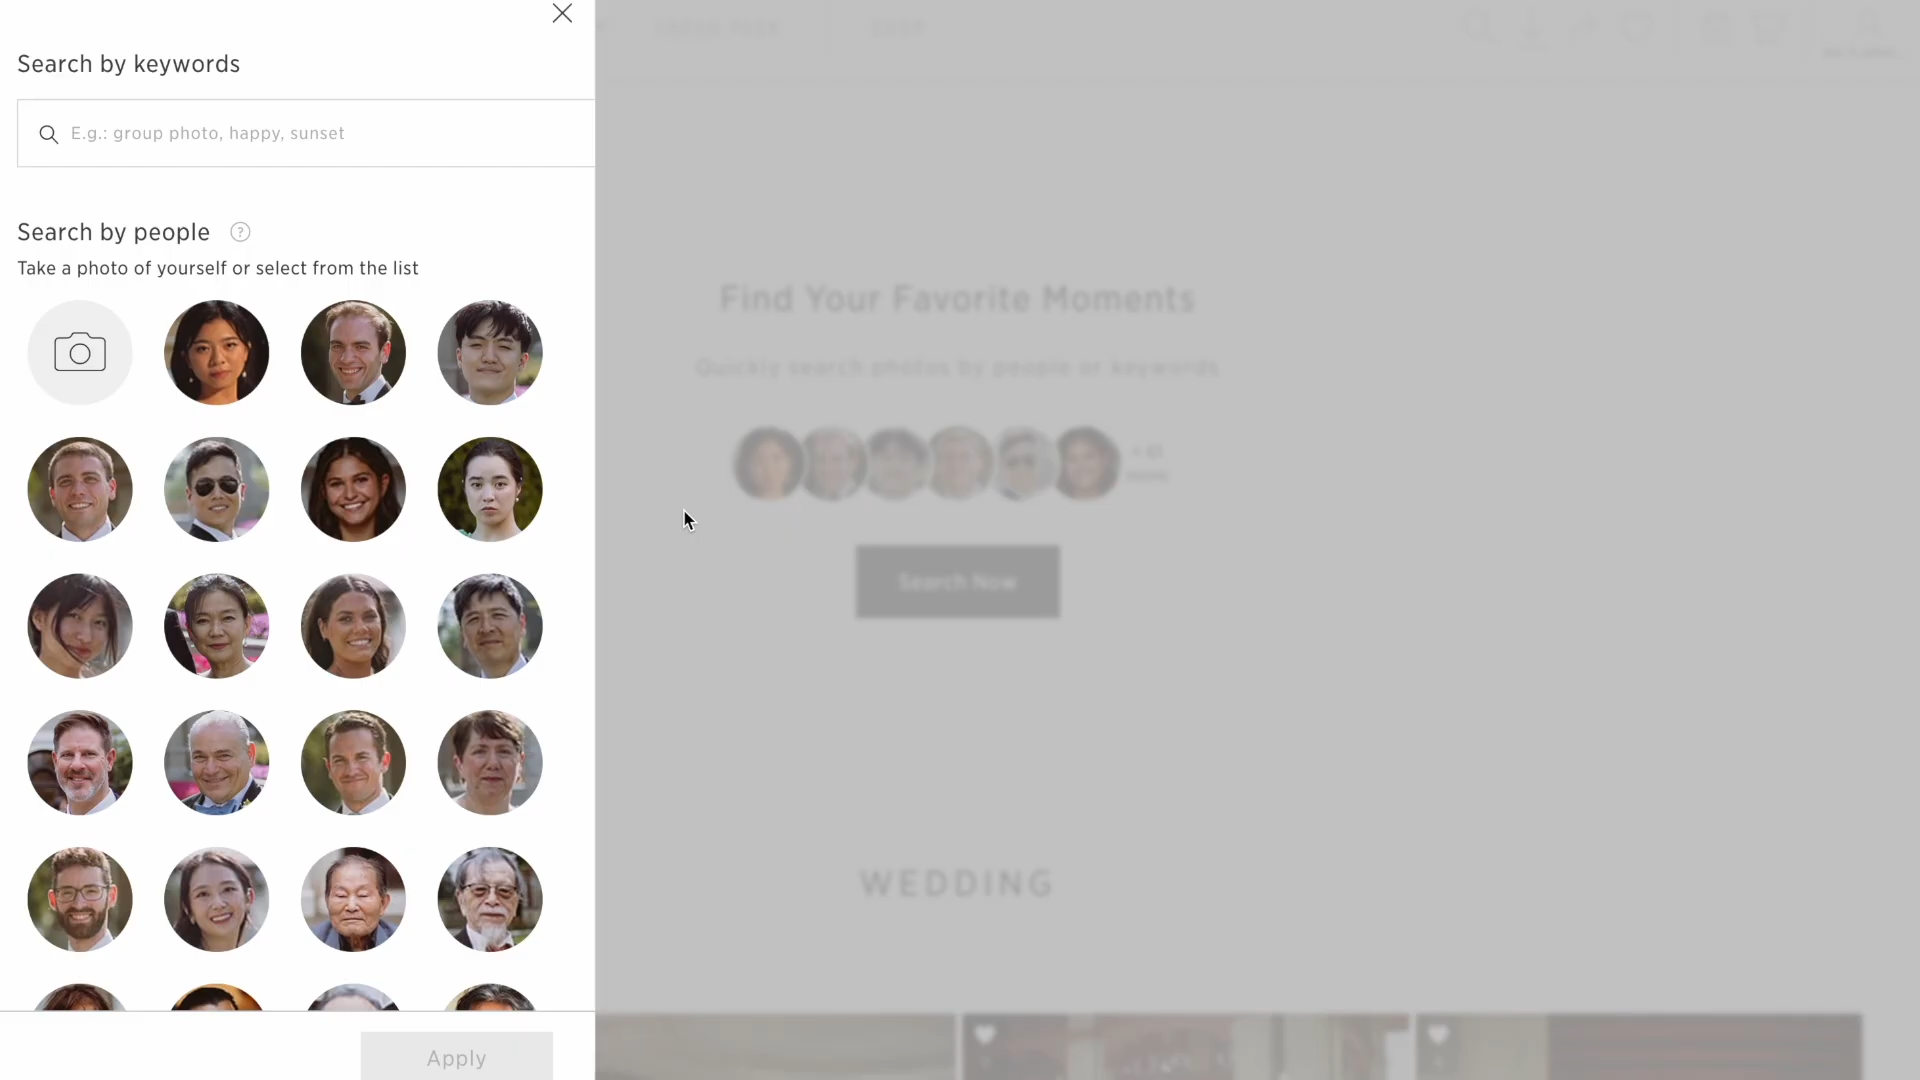 Search by keywords
E.g.: group photo, happy, sunset
Search by people ?
Take a photo of yourself or select from the list
Find Your Favorite Moments
Quickly search photos by people or keywords
Search Now
WEDDING
Apply